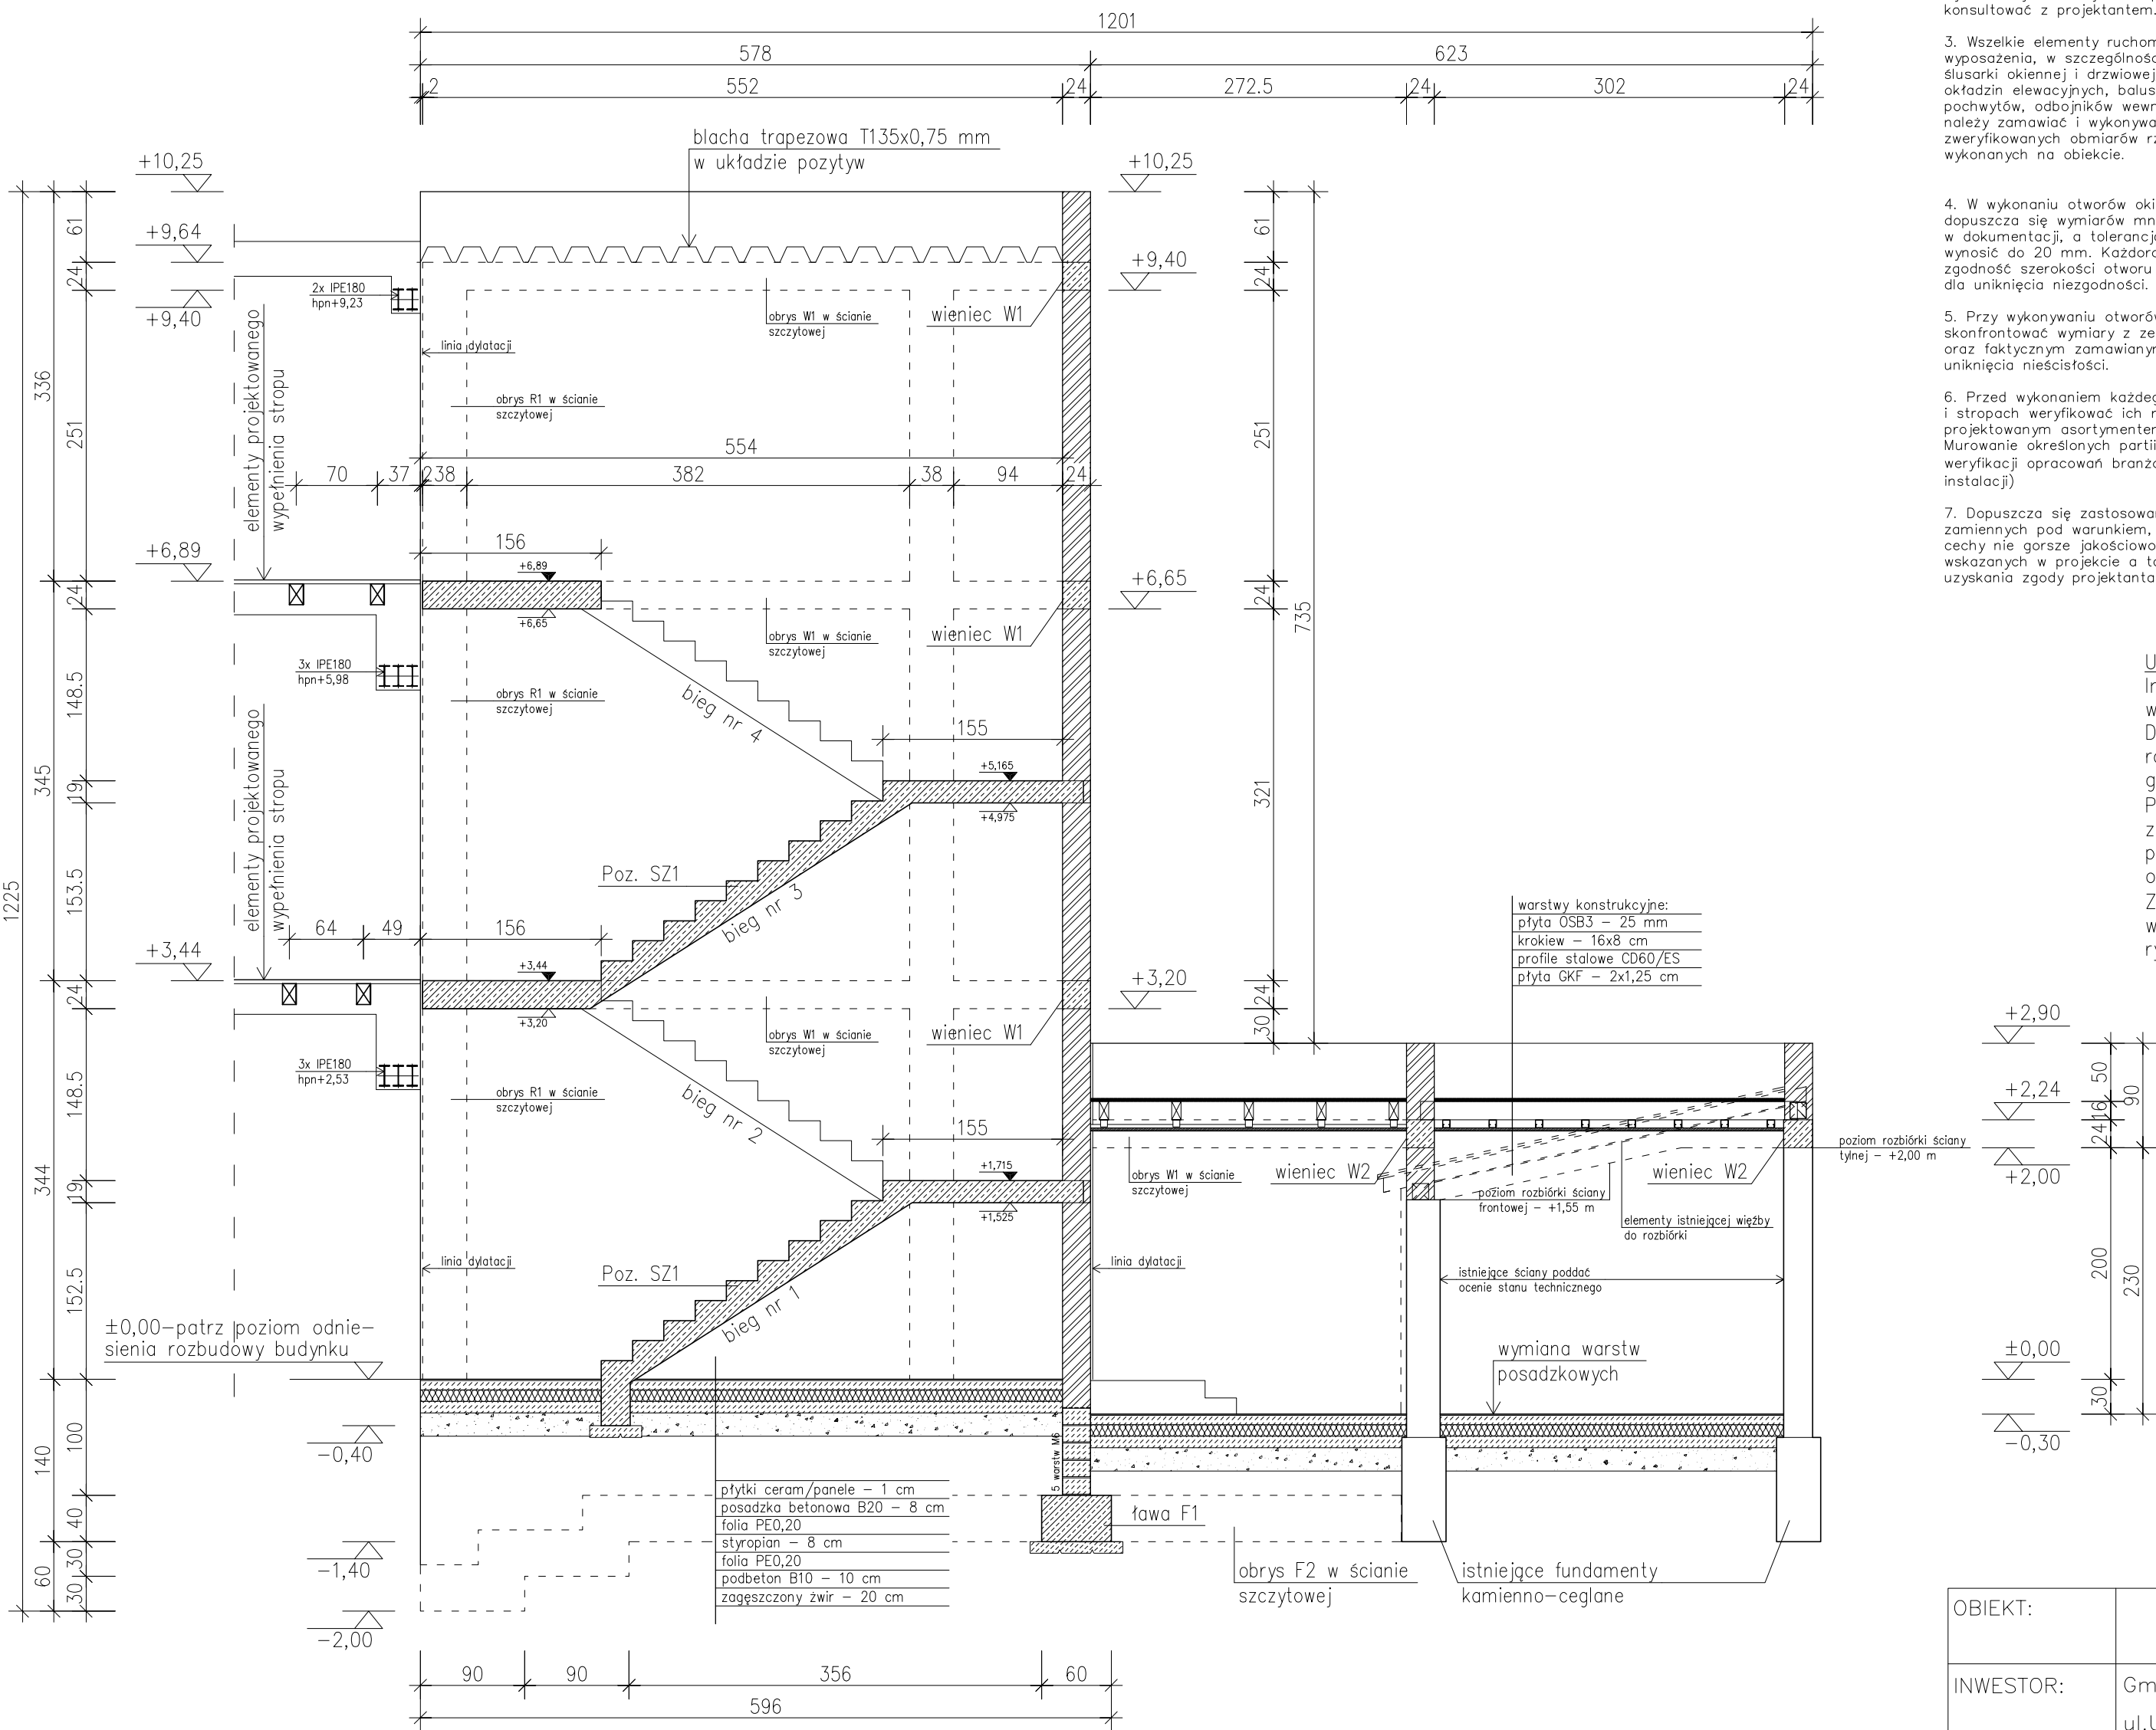 1201
578
623
2
552
24
272.5
24
302
24
blacha trapezowa T135x0,75 mm
w układzie pozytyw
+10,25
+9,64
+9,40
2x IPE180
hpn+9,23
+10,25
+9,40
obrys W1 w ścianie
szczytowej
wieniec W1
linia dylatacji
obrys R1 w ścianie
szczytowej
elementy projektowanego
wypełnienia stropu
554
70
37
2
38
382
38
94
24
156
+6,89
+6,89
+6,65
+6,65
obrys W1 w ścianie
szczytowej
wieniec W1
3x IPE180
hpn+5,98
obrys R1 w ścianie
szczytowej
bieg nr 4
155
+5,165
+4,975
elementy projektowanego
wypełnienia stropu
Poz. SZ1
bieg nr 3
64
49
156
+3,44
+3,44
+3,20
+3,20
obrys W1 w ścianie
szczytowej
wieniec W1
3x IPE180
hpn+2,53
obrys R1 w ścianie
szczytowej
bieg nr 2
155
+1,715
+1,525
linia dylatacji
Poz. SZ1
bieg nr 1
±0,00-patrz poziom odnie-
sienia rozbudowy budynku
-0,40
-1,40
-2,00
1225
336
345
344
140
60
61
24
251
24
148.5
19
153.5
24
148.5
19
152.5
100
40
30
30
61
24
251
24
321
24
30
735
warstwy konstrukcyjne:
płyta OSB3 – 25 mm
krokiew – 16x8 cm
profile stalowe CD60/ES
płyta GKF – 2x1,25 cm
obrys W1 w ścianie
szczytowej
wieniec W2
wieniec W2
poziom rozbiórki ściany
tylnej – +2,00 m
poziom rozbiórki ściany
frontowej – +1,55 m
elementy istniejącej więźby
do rozbiórki
linia dylatacji
istniejące ściany poddać
ocenie stanu technicznego
wymiana warstw
posadzkowych
5 warstw M6
płytki ceram/panele – 1 cm
posadzka betonowa B20 – 8 cm
folia PE0,20
styropian – 8 cm
folia PE0,20
podbeton B10 – 10 cm
zagęszczony żwir – 20 cm
ława F1
obrys F2 w ścianie
szczytowej
istniejące fundamenty
kamienno-ceglane
90
90
356
60
596
+2,90
+2,24
+2,00
±0,00
-0,30
50
16
24
200
30
90
230
konsultować z projektantem.
3. Wszelkie elementy
wyposażenia, w
ślusarki okiennej i drzwiowej
okładzin elewacyjnych,
pochwytów, odbojników
należy zamawiać i
zweryfikowanych obmiarów
wykonanych na obiekcie.
4. W wykonaniu otworów
dopuszcza się wymiarów
w dokumentacji, a
wynosić do 20 mm.
zgodność szerokości otworu
dla uniknięcia niezgodności.
5. Przy wykonywaniu
skonfrontować wymiary z
oraz faktycznym
uniknięcia nieścisłości.
6. Przed wykonaniem
i stropach weryfikować ich
projektowanym
Murowanie określonych
weryfikacji opracowań
instalacji)
7. Dopuszcza się
zamiennych pod warunkiem,
cechy nie gorsze jakościowo
wskazanych w projekcie a
uzyskania zgody projektanta
OBIEKT:
INWESTOR: